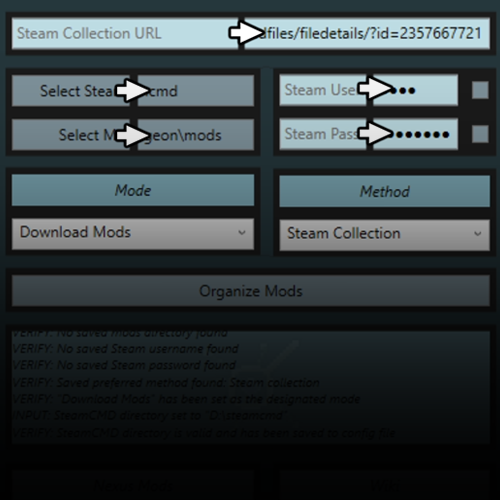 Steam Collection URL dfiles/filedetails/?id=2357667721
Select Stea cmd
Steam Use
Select M geon\mods
Steam Pass
Mode
Method
Download Mods
Steam Collection
Organize Mods
VERIFY: No saved mods directory found
VERIFY: No saved Steam username found
VERIFY: No saved Steam password found
VERIFY: Saved preferred method found: Steam collection
VERIFY: "Download Mods" has been set as the designated mode
INPUT: SteamCMD directory set to 'D:\steamcmd'
VERIFY: SteamCMD directory is valid and has been saved to config file